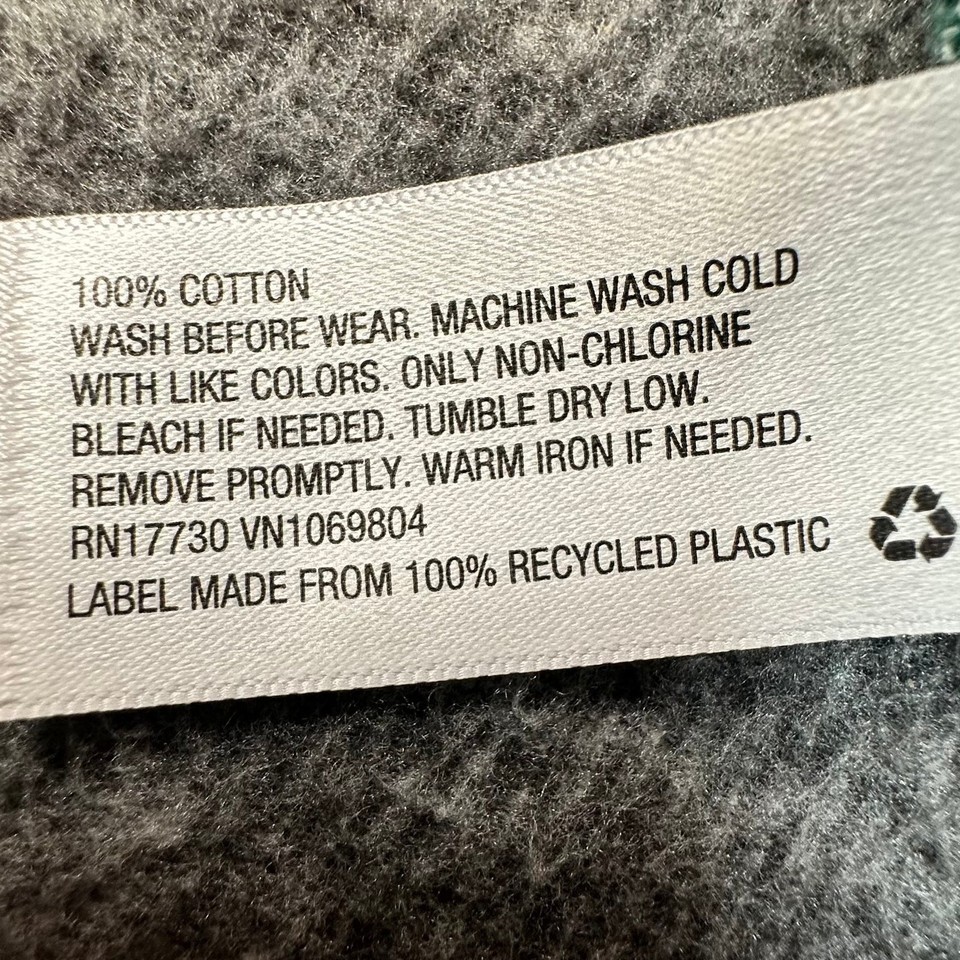 100% COTTON
WASH BEFORE WEAR. MACHINE WASH COLD
WITH LIKE COLORS. ONLY NON-CHLORINE
BLEACH IF NEEDED. TUMBLE DRY LOW.
REMOVE PROMPTLY. WARM IRON IF NEEDED.
RN17730 VN1069804
LABEL MADE FROM 100% RECYCLED PLASTIC